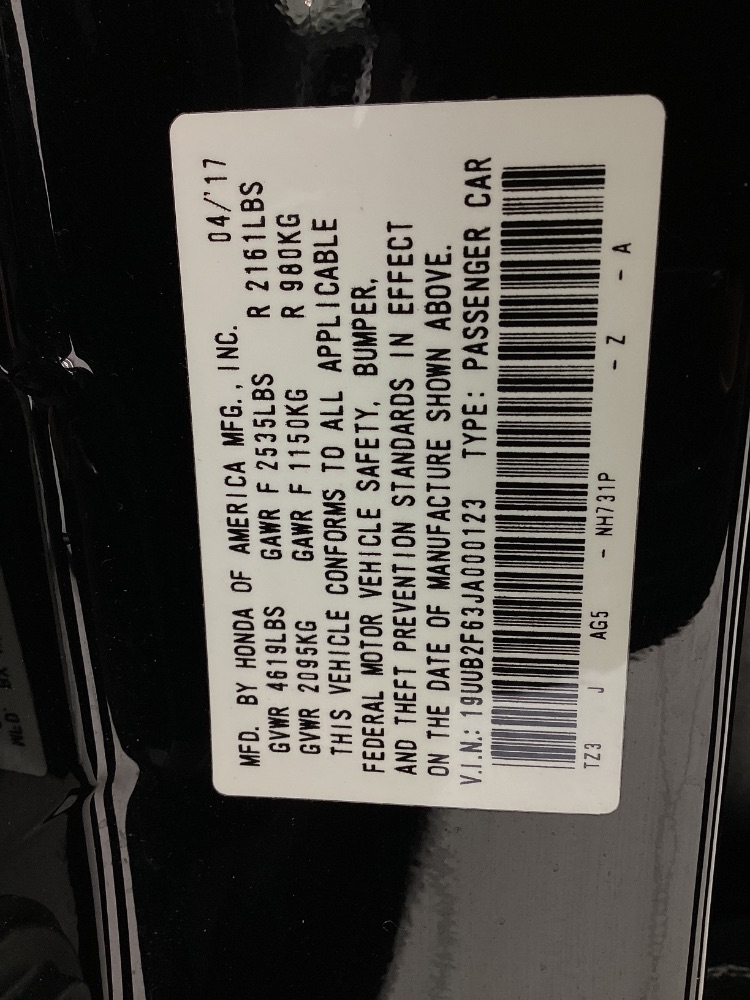 MFD. BY HONDA OF AMERICA MFG., INC. 04/'17
GVWR 4619LBS GAWR F 2535LBS R 2161LBS
GVWR 2095KG GAWR F 1150KG R 980KG
THIS VEHICLE CONFORMS TO ALL APPLICABLE
FEDERAL MOTOR VEHICLE SAFETY, BUMPER,
AND THEFT PREVENTION STANDARDS IN EFFECT
ON THE DATE OF MANUFACTURE SHOWN ABOVE.
V.I.N.: 19UUB2F63JA000123 TYPE: PASSENGER CAR
TZ3 J AG5 - NH731P - Z - A